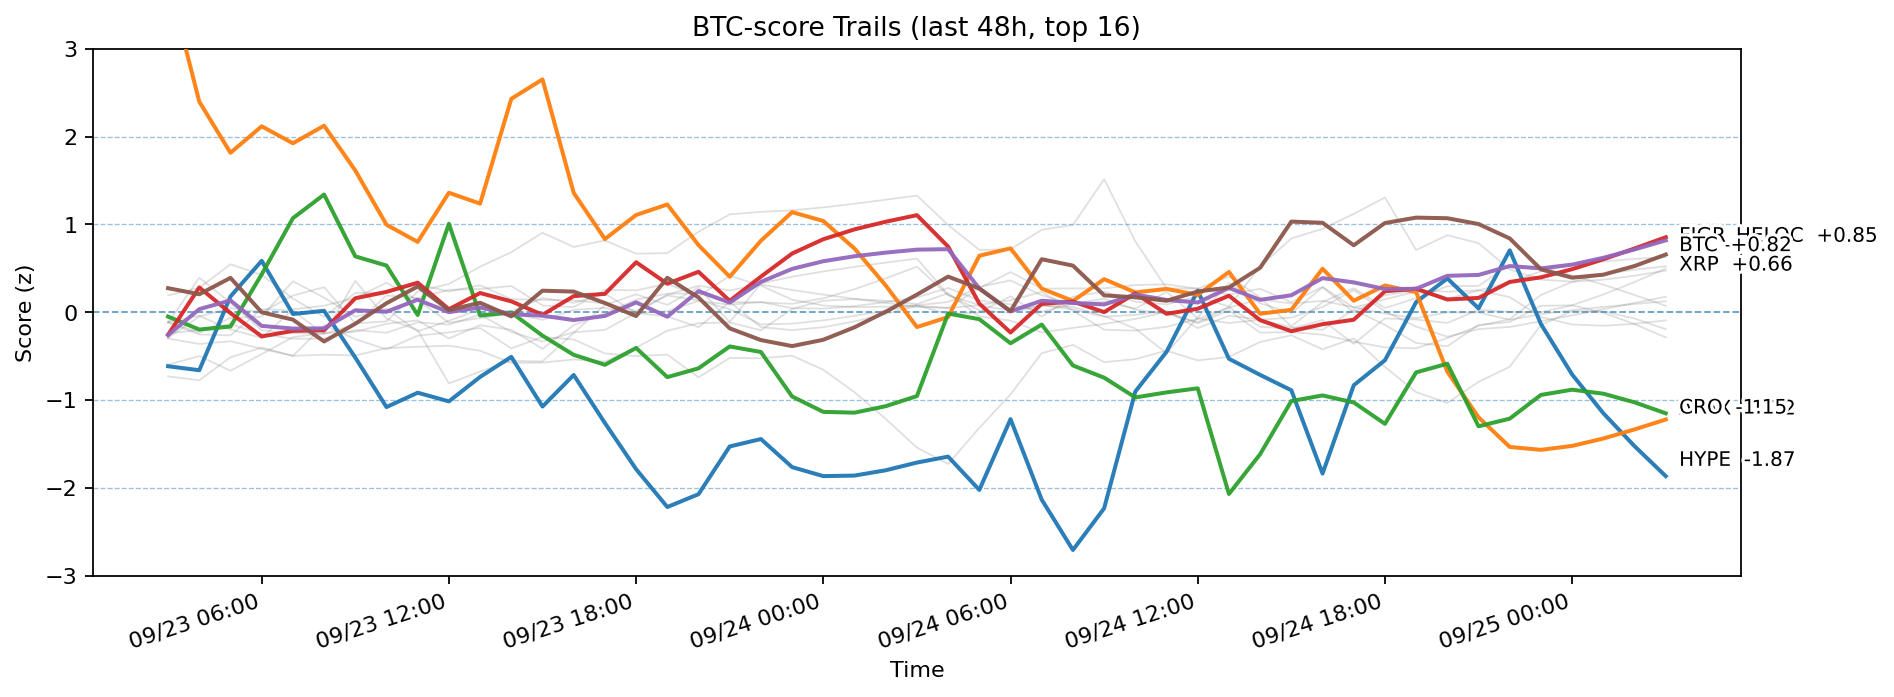 BTC-score Trails (last 48h, top 16)
Score (z)
3
2
1
0
−1
−2
−3
+0.85
BTC +0.82
XRP +0.66
CRO
HYPE -1.87
09/23 06:00
09/23 12:00
09/23 18:00
09/24 00:00
09/24 06:00
09/24 12:00
09/24 18:00
09/25 00:00
Time